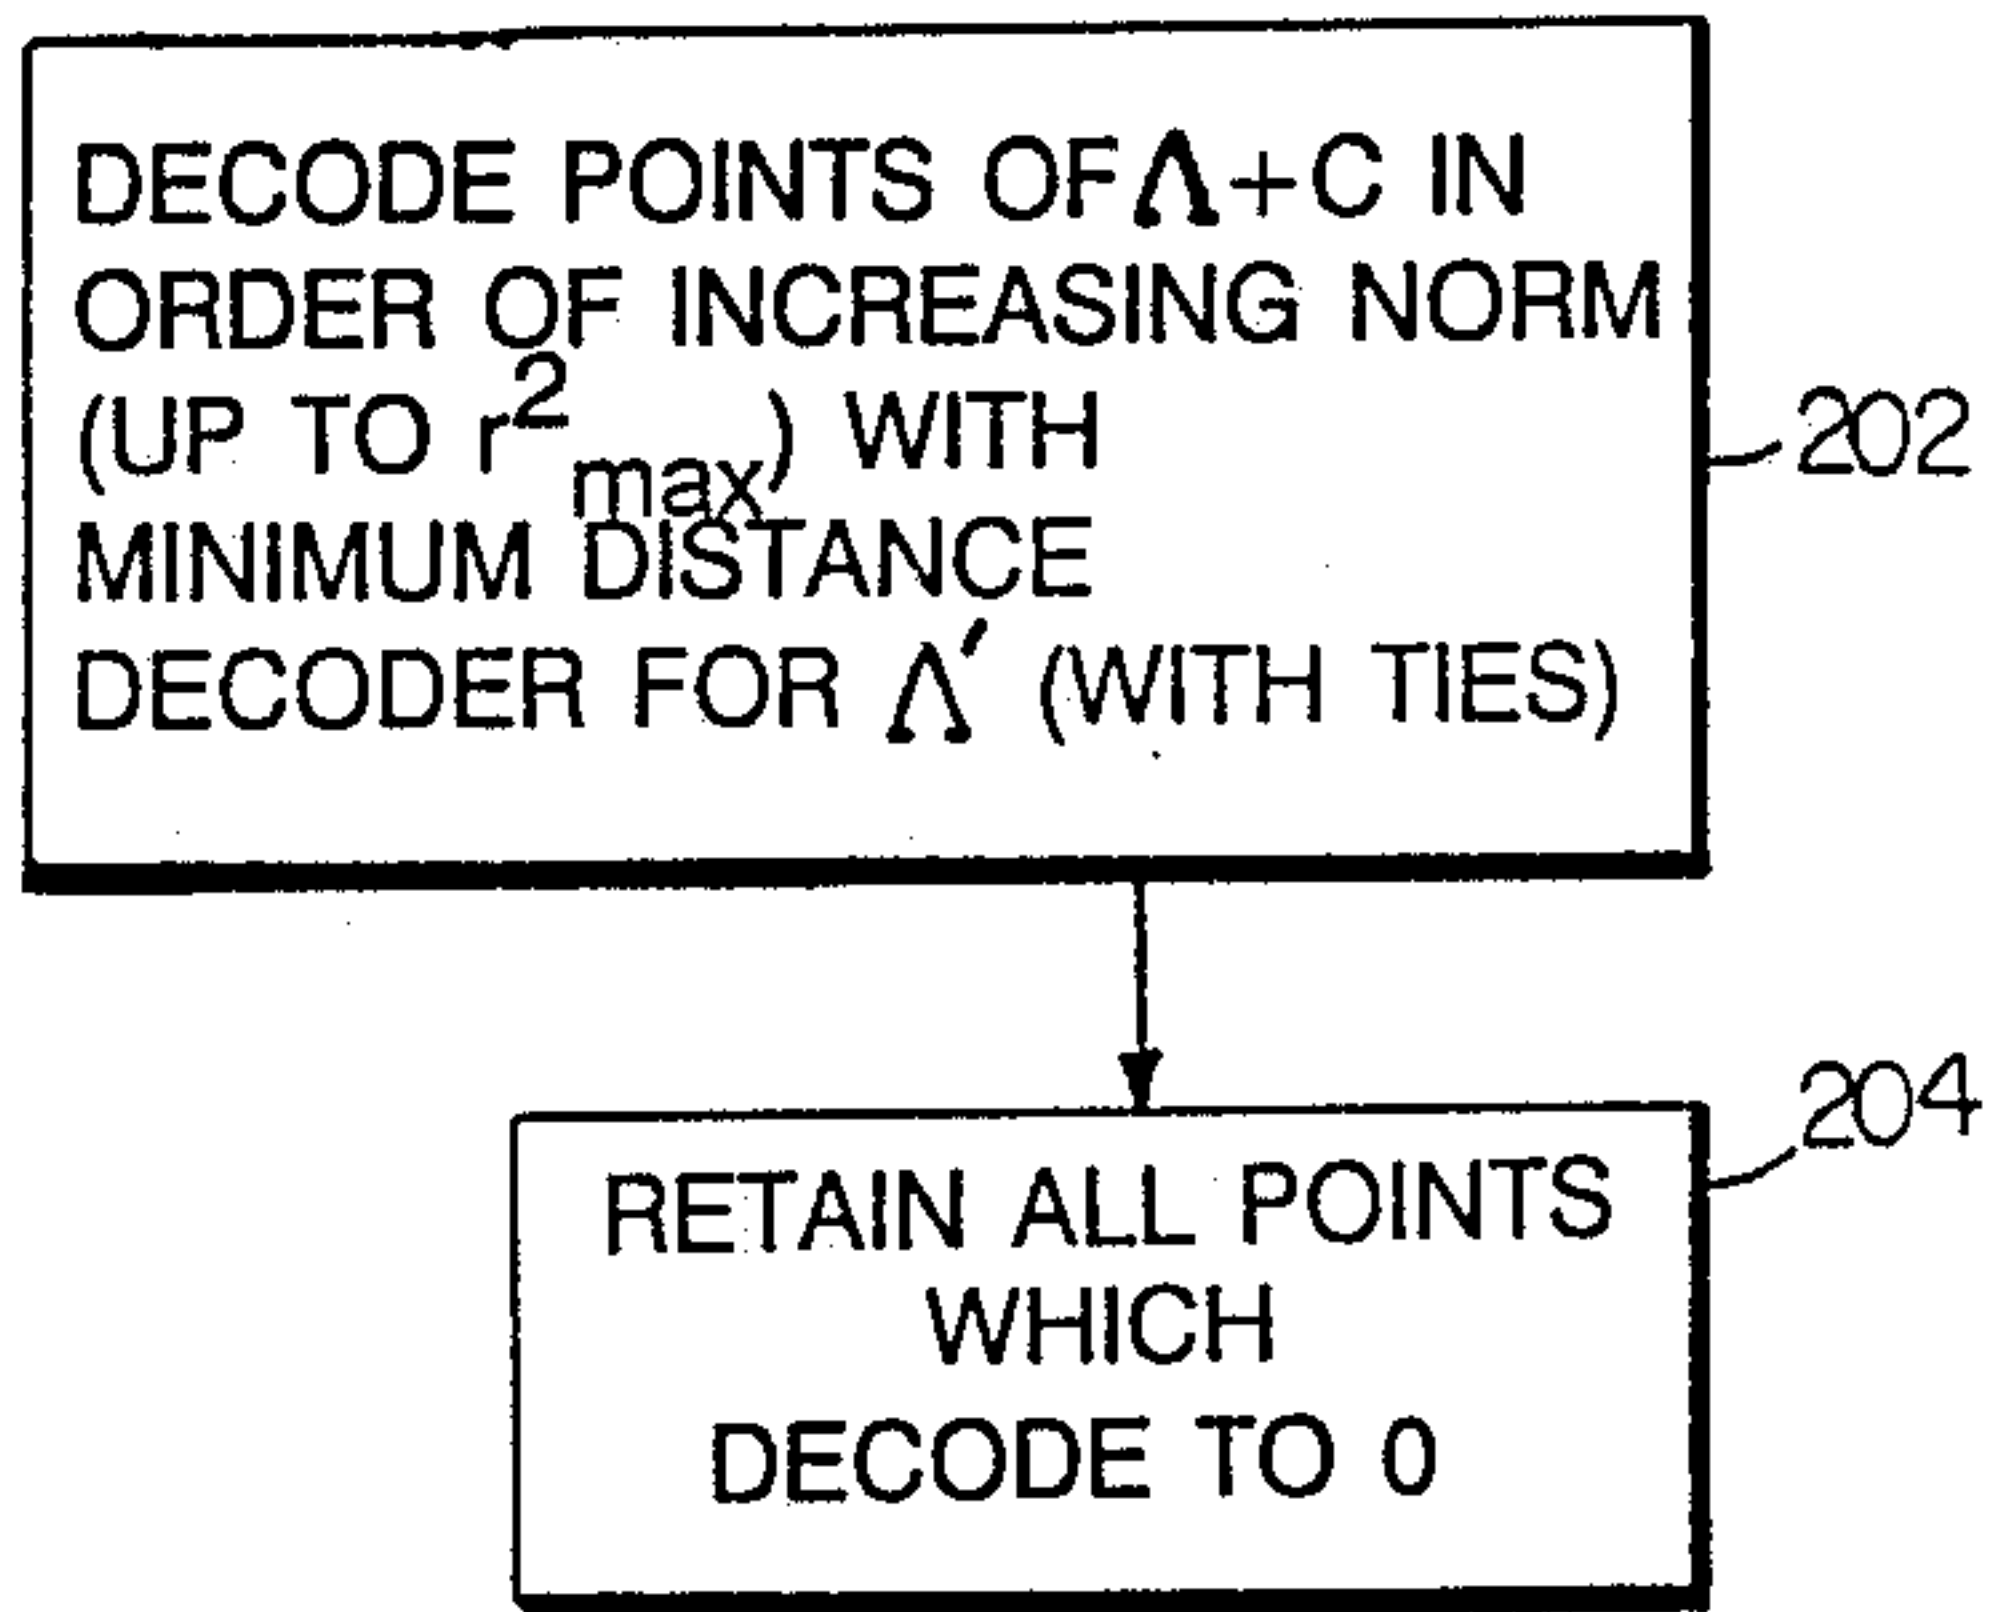 DECODE POINTS OF Λ+C IN
ORDER OF INCREASING NORM
(UP TO r²max) WITH
MINIMUM DISTANCE
DECODER FOR Λ′ (WITH TIES)
202
204
RETAIN ALL POINTS
WHICH
DECODE TO 0